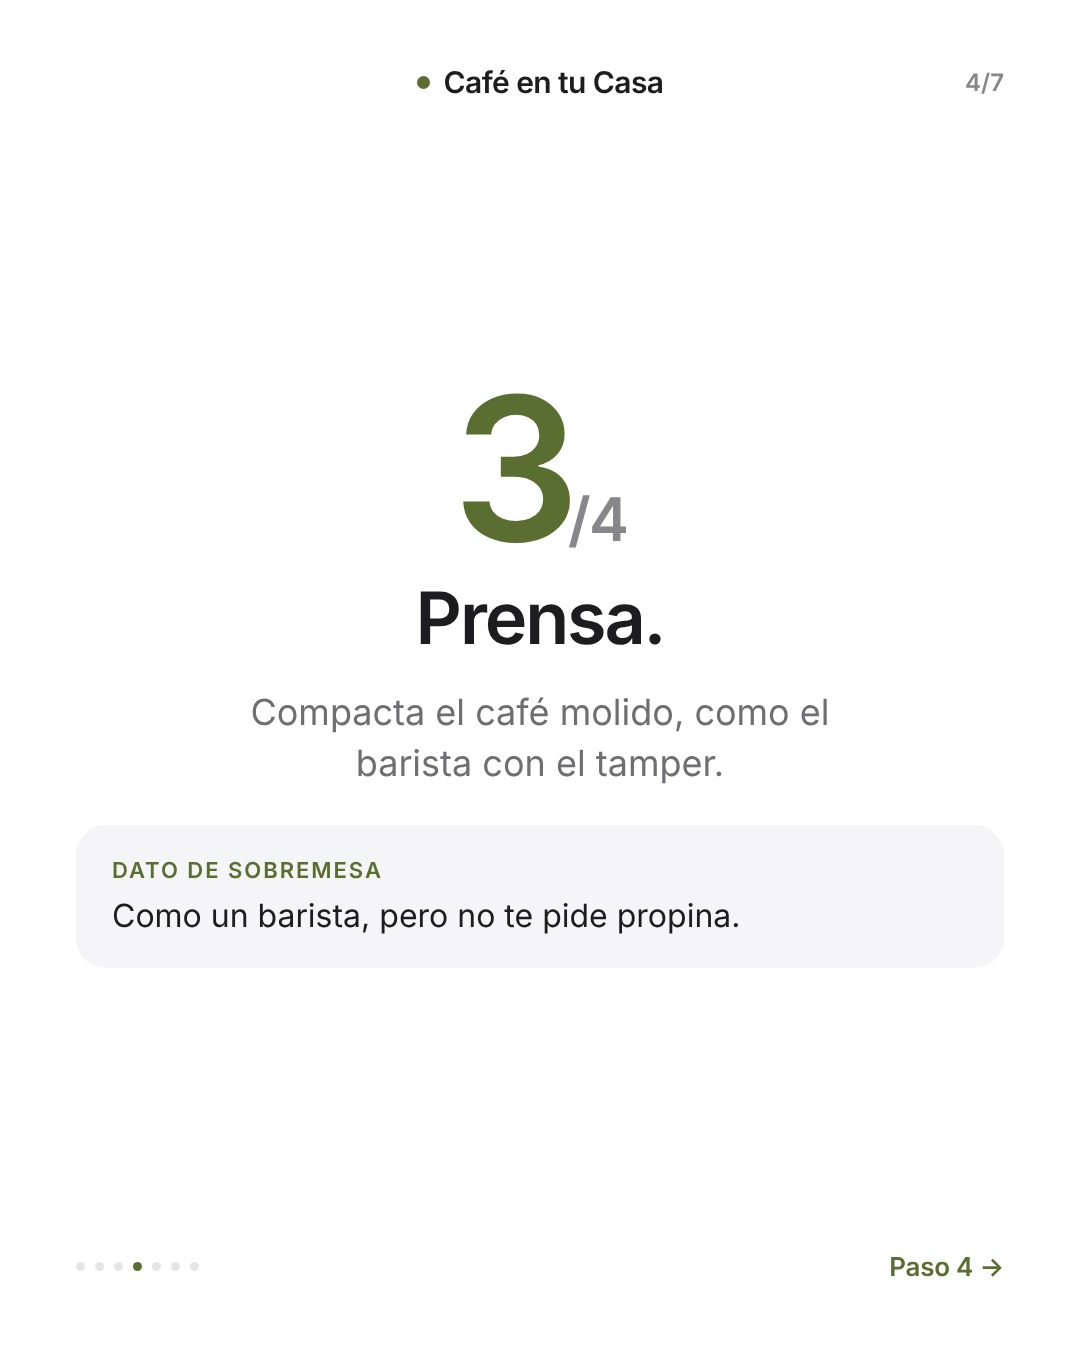 Café en tu Casa
4/7
3/4
Prensa.
Compacta el café molido, como el
barista con el tamper.
DATO DE SOBREMESA
Como un barista, pero no te pide propina.
Paso 4 →